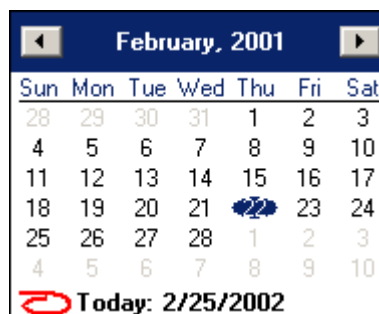 February, 2001
Sun Mon Tue Wed Thu Fri Sat
28 29 30 31 1 2 3
4 5 6 7 8 9 10
11 12 13 14 15 16 17
18 19 20 21 22 23 24
25 26 27 28 1 2 3
4 5 6 7 8 9 10
Today: 2/25/2002